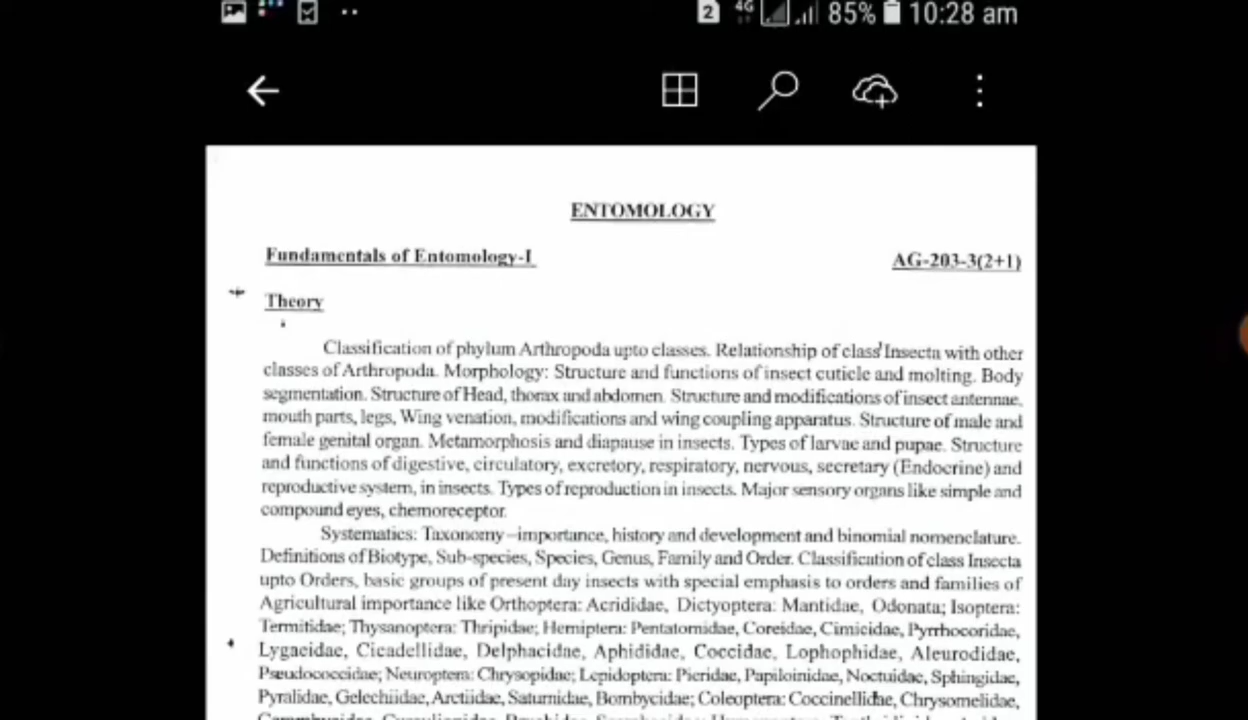 2 4G 85% 10:28 am
ENTOMOLOGY
Fundamentals of Entomology-I AG-203-3(2+1)
Theory
Classification of phylum Arthropoda upto classes. Relationship of class Insecta with other
classes of Arthropoda. Morphology: Structure and functions of insect cuticle and molting. Body
segmentation. Structure of Head, thorax and abdomen. Structure and modifications of insect antennae,
mouth parts, legs, Wing venation, modifications and wing coupling apparatus. Structure of male and
female genital organ. Metamorphosis and diapause in insects. Types of larvae and pupae. Structure
and functions of digestive, circulatory, excretory, respiratory, nervous, secretary (Endocrine) and
reproductive system, in insects. Types of reproduction in insects. Major sensory organs like simple and
compound eyes, chemoreceptor.
Systematics: Taxonomy –importance, history and development and binomial nomenclature.
Definitions of Biotype, Sub-species, Species, Genus, Family and Order. Classification of class Insecta
upto Orders, basic groups of present day insects with special emphasis to orders and families of
Agricultural importance like Orthoptera: Acrididae, Dictyoptera: Mantidae, Odonata; Isoptera:
Termitidae; Thysanoptera: Thripidae; Hemiptera: Pentatomidae, Coreidae, Cimicidae, Pyrrhocoridae,
Lygaeidae, Cicadellidae, Delphacidae, Aphididae, Coccidae, Lophophidae, Aleurodidae,
Pseudococcidae; Neuroptera: Chrysopidae; Lepidoptera: Pieridae, Papiloinidae, Noctuidae, Sphingidae,
Pyralidae, Gelechiidae, Arctiidae, Saturnidae, Bombycidae; Coleoptera: Coccinellidae, Chrysomelidae,